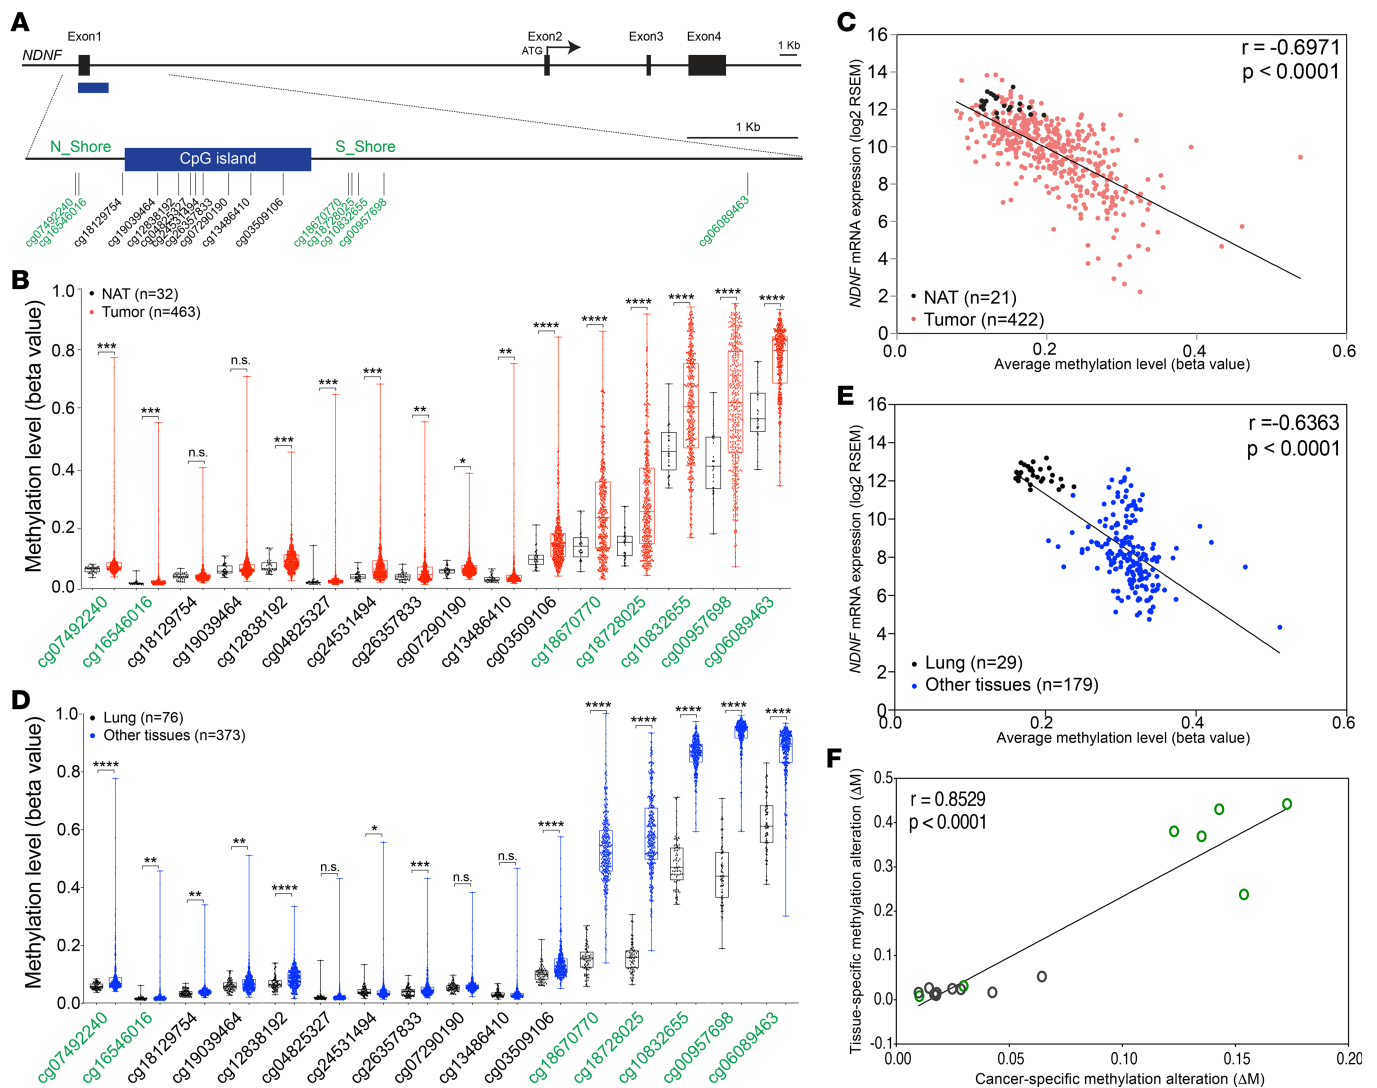 A
NDNF
Exon1
Exon2
ATG
Exon3
Exon4
1 Kb
1 Kb
N_Shore
CpG island
S_Shore
cg07492240
cg16546016
cg18129754
cg19039464
cg12838192
cg04825327
cg24531494
cg26357833
cg07290190
cg13486410
cg03509106
cg18670770
cg18728025
cg10832655
cg00957698
cg06089463
B
Methylation level (beta value)
1.0
0.8
0.6
0.4
0.2
0.0
NAT (n=32)
Tumor (n=463)
***
***
n.s.
n.s.
***
***
***
**
*
**
****
****
****
****
****
****
cg07492240
cg16546016
cg18129754
cg19039464
cg12838192
cg04825327
cg24531494
cg26357833
cg07290190
cg13486410
cg03509106
cg18670770
cg18728025
cg10832655
cg00957698
cg06089463
C
NDNF mRNA expression (log2 RSEM)
16
14
12
10
8
6
4
2
0
r = -0.6971
p < 0.0001
NAT (n=21)
Tumor (n=422)
0.0
0.2
0.4
0.6
Average methylation level (beta value)
D
Methylation level (beta value)
1.0
0.8
0.6
0.4
0.2
0.0
Lung (n=76)
Other tissues (n=373)
****
**
**
**
****
n.s.
*
***
n.s.
n.s.
****
****
****
****
****
****
cg07492240
cg16546016
cg18129754
cg19039464
cg12838192
cg04825327
cg24531494
cg26357833
cg07290190
cg13486410
cg03509106
cg18670770
cg18728025
cg10832655
cg00957698
cg06089463
E
NDNF mRNA expression (log2 RSEM)
16
14
12
10
8
6
4
2
0
r =-0.6363
p < 0.0001
Lung (n=29)
Other tissues (n=179)
0.0
0.2
0.4
0.6
Average methylation level (beta value)
F
Tissue-specific methylation alteration (ΔM)
0.5
0.4
0.3
0.2
0.1
0.0
-0.1
r = 0.8529
p < 0.0001
0.00
0.05
0.10
0.15
0.20
Cancer-specific methylation alteration (ΔM)